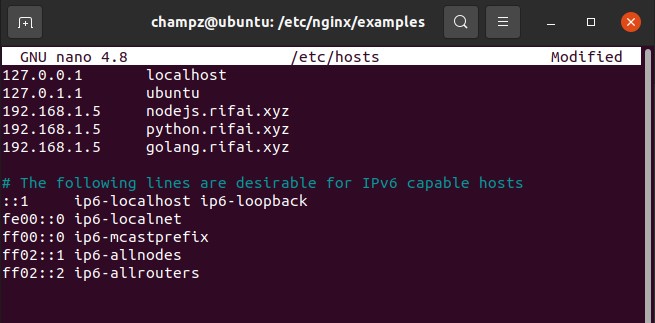 champz@ubuntu: /etc/nginx/examples
GNU nano 4.8 /etc/hosts Modified
127.0.0.1 localhost
127.0.1.1 ubuntu
192.168.1.5 nodejs.rifai.xyz
192.168.1.5 python.rifai.xyz
192.168.1.5 golang.rifai.xyz
# The following lines are desirable for IPv6 capable hosts
::1 ip6-localhost ip6-loopback
fe00::0 ip6-localnet
ff00::0 ip6-mcastprefix
ff02::1 ip6-allnodes
ff02::2 ip6-allrouters